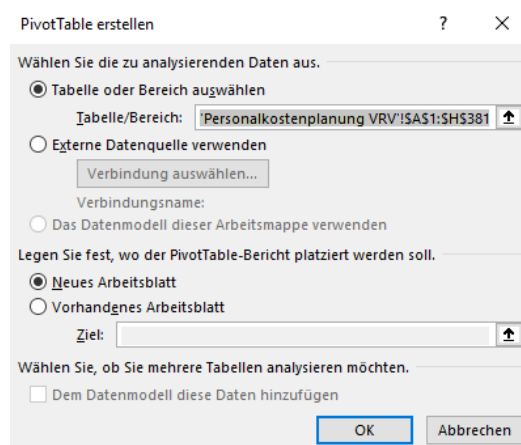 PivotTable erstellen ? ×
Wählen Sie die zu analysierenden Daten aus.
Tabelle oder Bereich auswählen
Tabelle/Bereich: 'Personalkostenplanung VRV'!$A$1:$H$381
Externe Datenquelle verwenden
Verbindung auswählen...
Verbindungsname:
Das Datenmodell dieser Arbeitsmappe verwenden
Legen Sie fest, wo der PivotTable-Bericht platziert werden soll.
Neues Arbeitsblatt
Vorhandenes Arbeitsblatt
Ziel:
Wählen Sie, ob Sie mehrere Tabellen analysieren möchten.
Dem Datenmodell diese Daten hinzufügen
OK Abbrechen